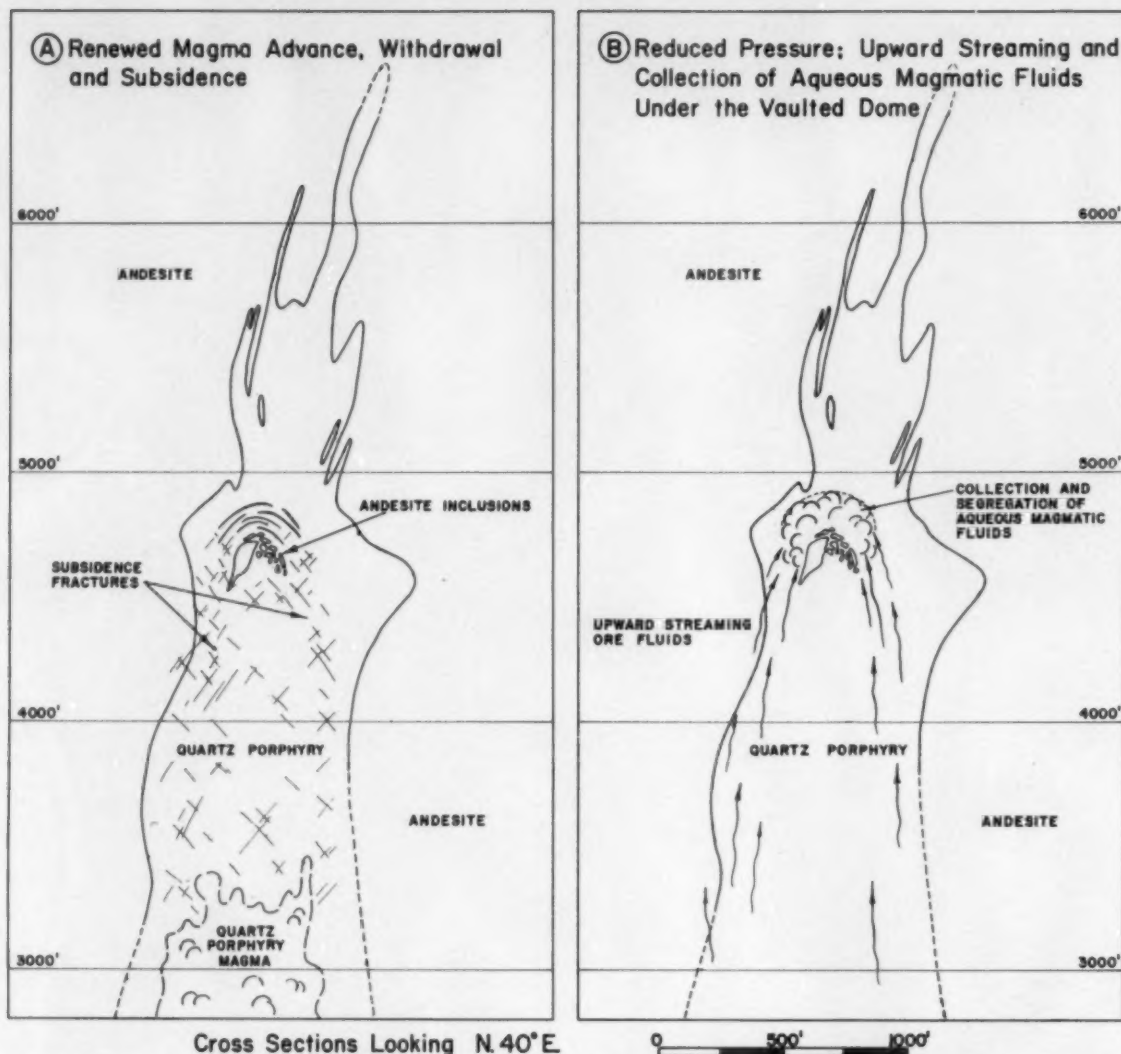 Ⓐ Renewed Magma Advance, Withdrawal
and Subsidence
6000'
ANDESITE
5000'
ANDESITE INCLUSIONS
SUBSIDENCE
FRACTURES
4000'
QUARTZ PORPHYRY
ANDESITE
QUARTZ
PORPHYRY
MAGMA
3000'
Ⓑ Reduced Pressure; Upward Streaming and
Collection of Aqueous Magmatic Fluids
Under the Vaulted Dome
6000'
ANDESITE
5000'
COLLECTION AND
SEGREGATION OF
AQUEOUS MAGMATIC
FLUIDS
UPWARD STREAMING
ORE FLUIDS
4000'
QUARTZ PORPHYRY
ANDESITE
3000'
Cross Sections Looking N. 40° E.
0 500' 1000'